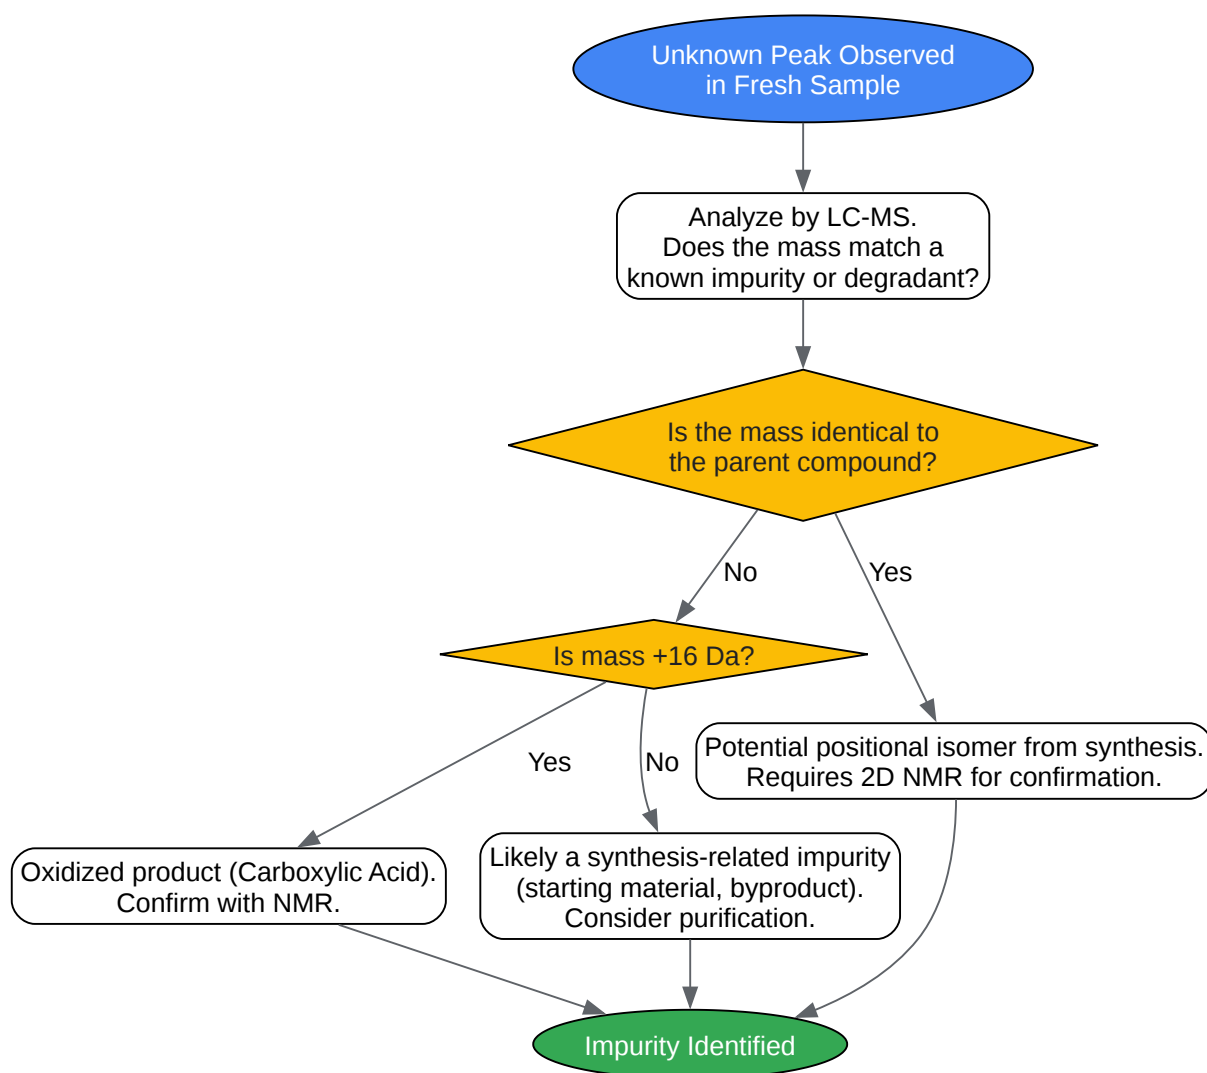 Unknown Peak Observed
in Fresh Sample
Analyze by LC-MS.
Does the mass match a
known impurity or degradant?
Is the mass identical to
the parent compound?
No
Yes
Is mass +16 Da?
Yes
No
Potential positional isomer from synthesis.
Requires 2D NMR for confirmation.
Oxidized product (Carboxylic Acid).
Confirm with NMR.
Likely a synthesis-related impurity
(starting material, byproduct).
Consider purification.
Impurity Identified